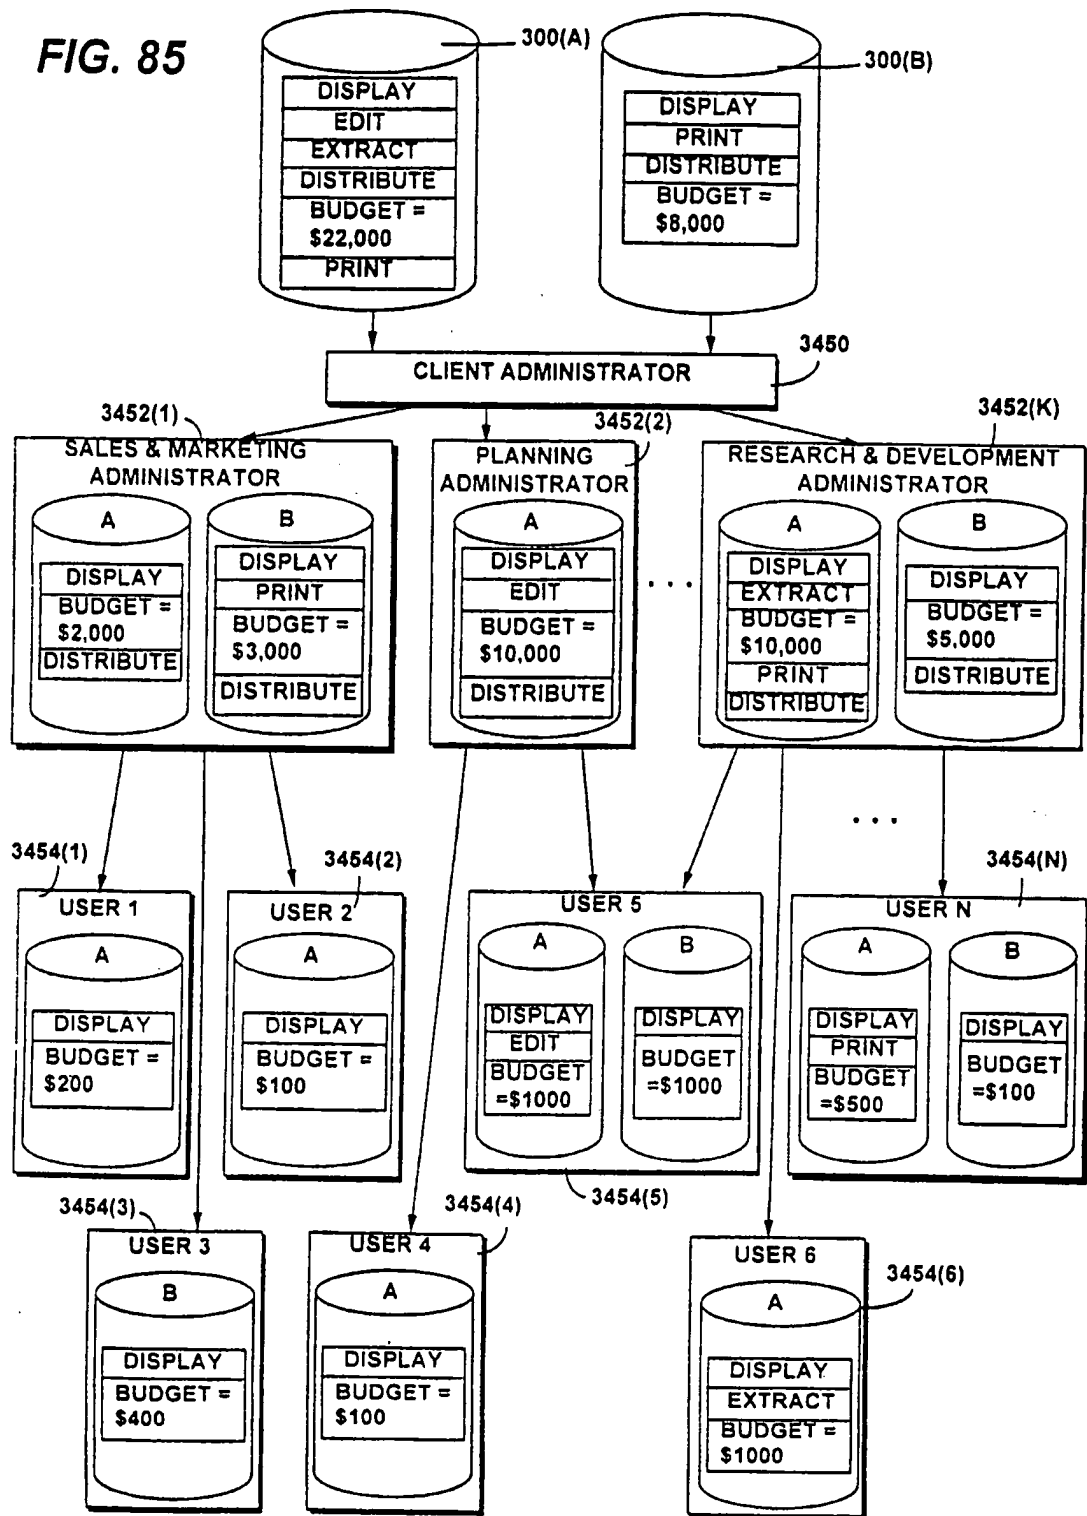 FIG. 85
300(A)
DISPLAY
EDIT
EXTRACT
DISTRIBUTE
BUDGET =
$22,000
PRINT
300(B)
DISPLAY
PRINT
DISTRIBUTE
BUDGET =
$8,000
CLIENT ADMINISTRATOR
3450
3452(1)
SALES & MARKETING
ADMINISTRATOR
A
DISPLAY
BUDGET =
$2,000
DISTRIBUTE
B
DISPLAY
PRINT
BUDGET =
$3,000
DISTRIBUTE
3452(2)
PLANNING
ADMINISTRATOR
A
DISPLAY
EDIT
BUDGET =
$10,000
DISTRIBUTE
. . .
3452(K)
RESEARCH & DEVELOPMENT
ADMINISTRATOR
A
DISPLAY
EXTRACT
BUDGET =
$10,000
PRINT
DISTRIBUTE
B
DISPLAY
BUDGET =
$5,000
DISTRIBUTE
. . .
3454(1)
USER 1
A
DISPLAY
BUDGET =
$200
3454(2)
USER 2
A
DISPLAY
BUDGET =
$100
USER 5
A
DISPLAY
EDIT
BUDGET
=$1000
B
DISPLAY
BUDGET
=$1000
3454(5)
3454(N)
USER N
A
DISPLAY
PRINT
BUDGET
=$500
B
DISPLAY
BUDGET
=$100
3454(3)
USER 3
B
DISPLAY
BUDGET =
$400
3454(4)
USER 4
A
DISPLAY
BUDGET =
$100
USER 6
3454(6)
A
DISPLAY
EXTRACT
BUDGET =
$1000